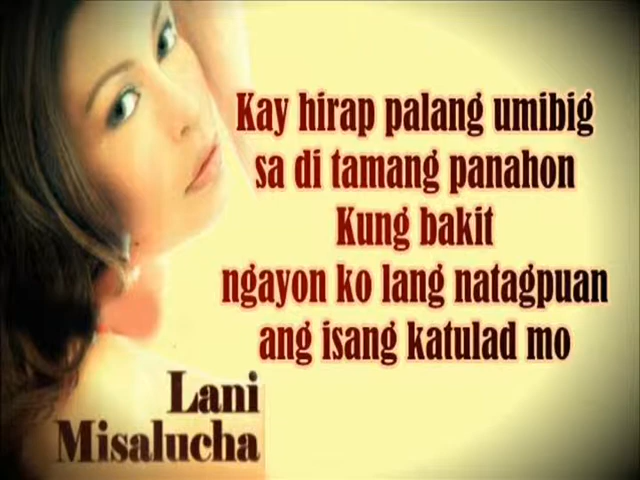 Kay hirap palang umibig
sa di tamang panahon
Kung bakit
ngayon ko lang natagpuan
ang isang katulad mo
Lani
Misalucha